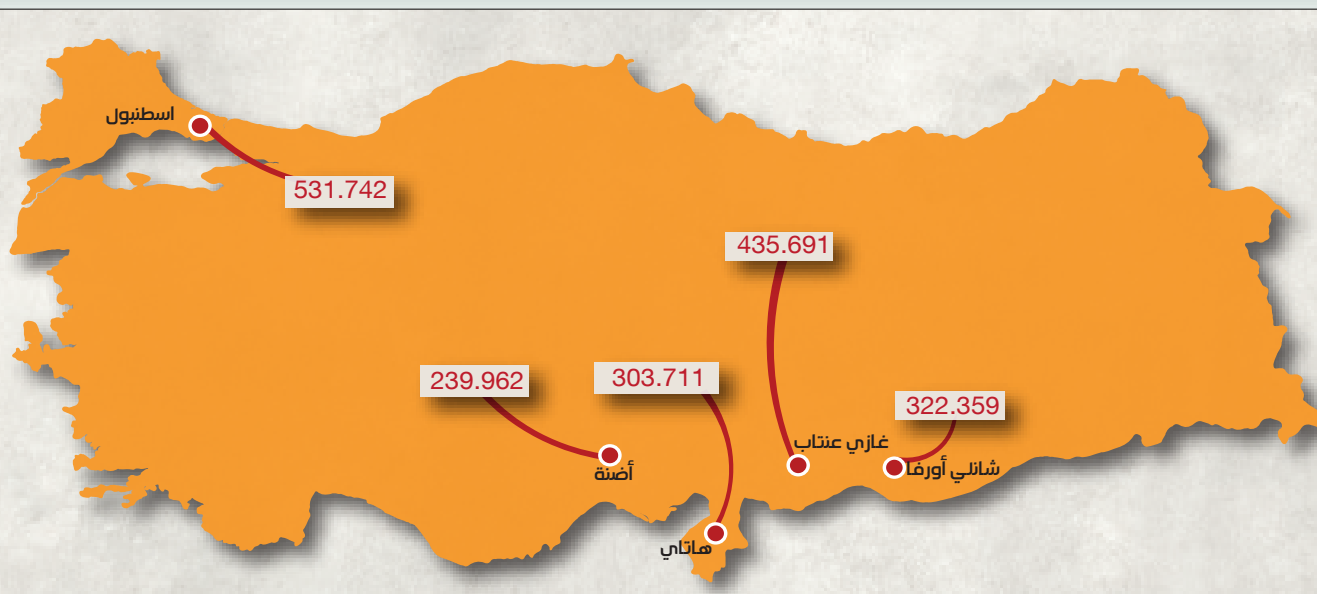 اسطنبول
531.742
435.691
239.962
303.711
322.359
غازي عنتاب
شانلي أورفا
أضنة
هاتاي